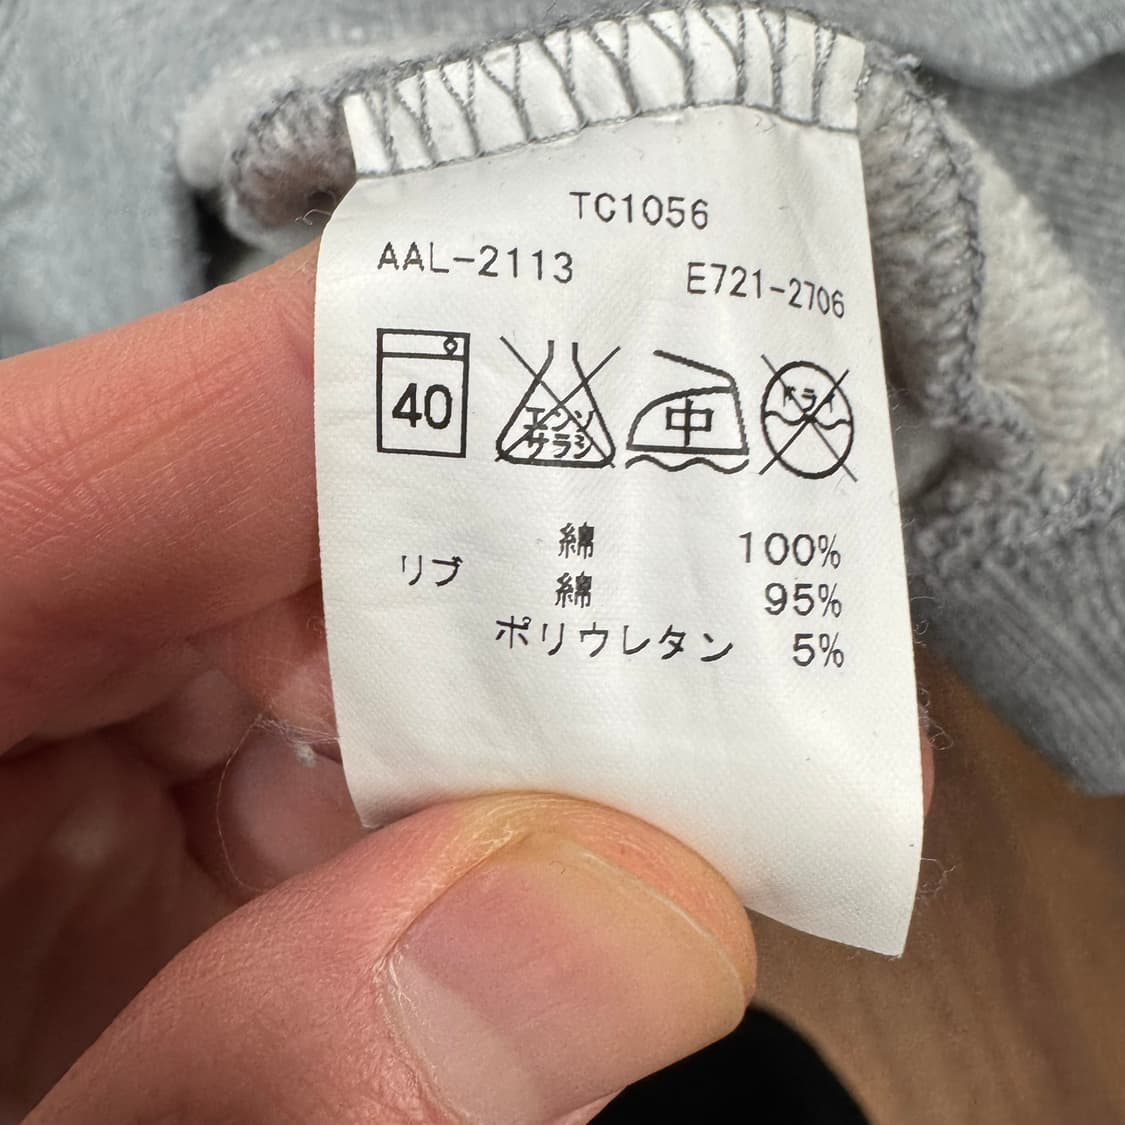 TC1056
AAL-2113 E721-2706
40 エンソサラシ 中 ドライ
綿 100%
リブ 綿 95%
ポリウレタン 5%